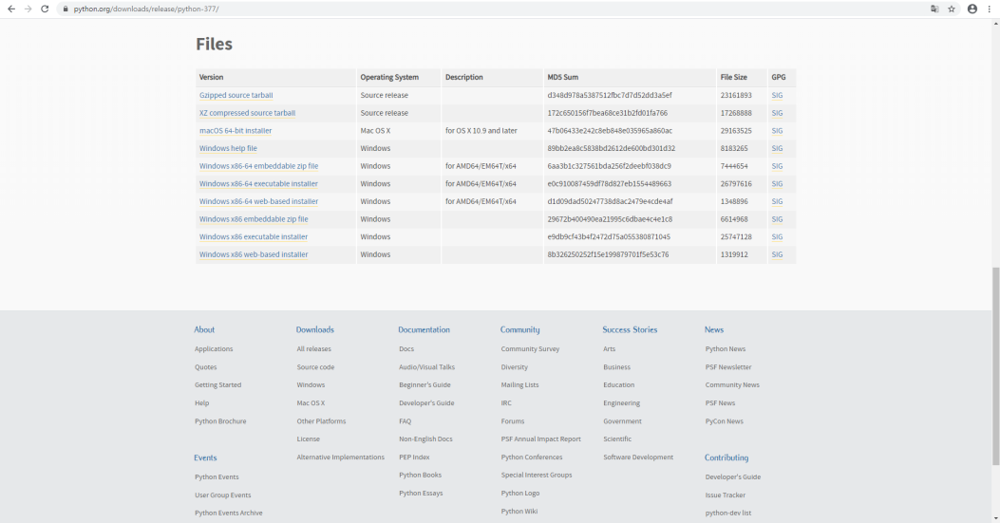 python.org/downloads/release/python-377/
Files
Version Operating System Description MD5 Sum File Size GPG
Gzipped source tarball Source release d348d978a5387512fbc7d7d52dd3a5ef 23161893 SIG
XZ compressed source tarball Source release 172c650156f7bea68ce31b2fd01fa766 17268888 SIG
macOS 64-bit installer Mac OS X for OS X 10.9 and later 47b06433e242c8eb848e035965a860ac 29163525 SIG
Windows help file Windows 89bb2ea8c5838bd2612de600bd301d32 8183265 SIG
Windows x86-64 embeddable zip file Windows for AMD64/EM64T/x64 6aa3b1c327561bda256f2deebf038dc9 7444654 SIG
Windows x86-64 executable installer Windows for AMD64/EM64T/x64 e0c910087459df78d827eb1554489663 26797616 SIG
Windows x86-64 web-based installer Windows for AMD64/EM64T/x64 d1d09dad50247738d8ac2479e4cde4af 1348896 SIG
Windows x86 embeddable zip file Windows 29672b400490ea21995c6dbae4c4e1c8 6614968 SIG
Windows x86 executable installer Windows e9db9cf43b4f2472d75a055380871045 25747128 SIG
Windows x86 web-based installer Windows 8b326250252f15e199879701f5e53c76 1319912 SIG
About Downloads Documentation Community Success Stories News
Applications All releases Docs Community Survey Arts Python News
Quotes Source code Audio/Visual Talks Diversity Business PSF Newsletter
Getting Started Windows Beginner's Guide Mailing Lists Education Community News
Help Mac OS X Developer's Guide IRC Engineering PSF News
Python Brochure Other Platforms FAQ Forums Government PyCon News
License Non-English Docs PSF Annual Impact Report Scientific
Events Alternative Implementations PEP Index Python Conferences Software Development Contributing
Python Events Python Books Special Interest Groups Developer's Guide
User Group Events Python Essays Python Logo Issue Tracker
Python Events Archive Python Wiki python-dev list